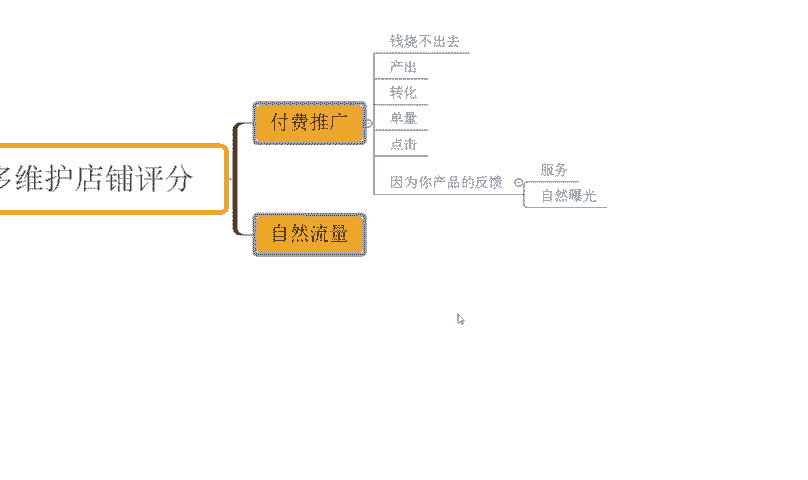 钱烧不出去
产出
转化
付费推广
单量
点击
服务
因为你产品的反馈
自然曝光
多维护店铺评分
自然流量